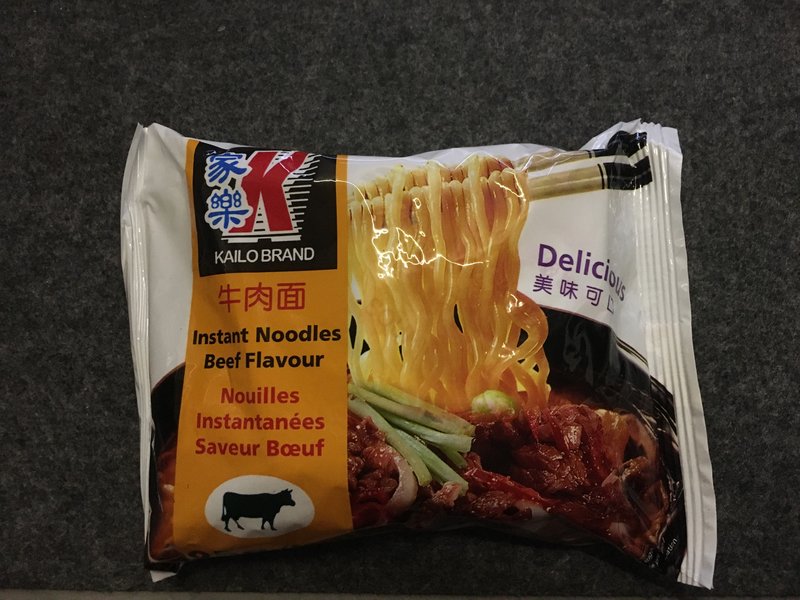 家樂
K
KAILO BRAND
牛肉面
Instant Noodles
Beef Flavour
Nouilles
Instantanées
Saveur Bœuf
Delicious
美味可口